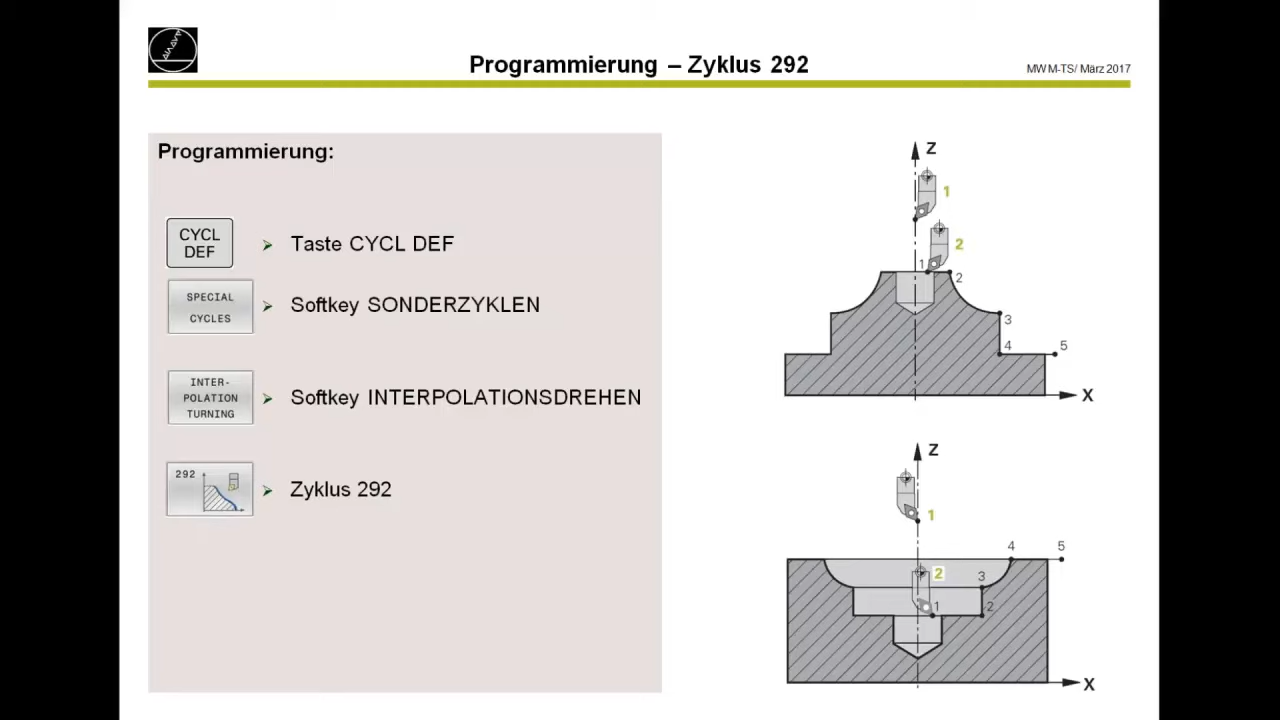 Programmierung – Zyklus 292
MWM-TS/ März 2017
Programmierung:
CYCL
DEF
Taste CYCL DEF
SPECIAL
CYCLES
Softkey SONDERZYKLEN
INTER-
POLATION
TURNING
Softkey INTERPOLATIONSDREHEN
292
Zyklus 292
Z
1
2
1
2
3
4
5
X
Z
1
4
5
2
3
1
2
X